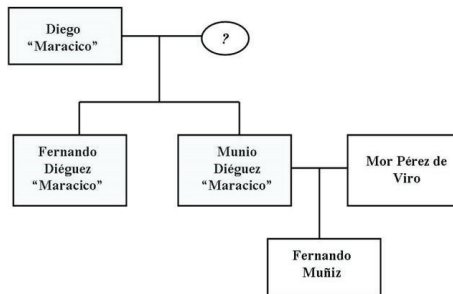 Diego
“Maracico”
?
Fernando
Diéguez
“Maracico”
Munio
Diéguez
“Maracico”
Mor Pérez de
Viro
Fernando
Muñiz